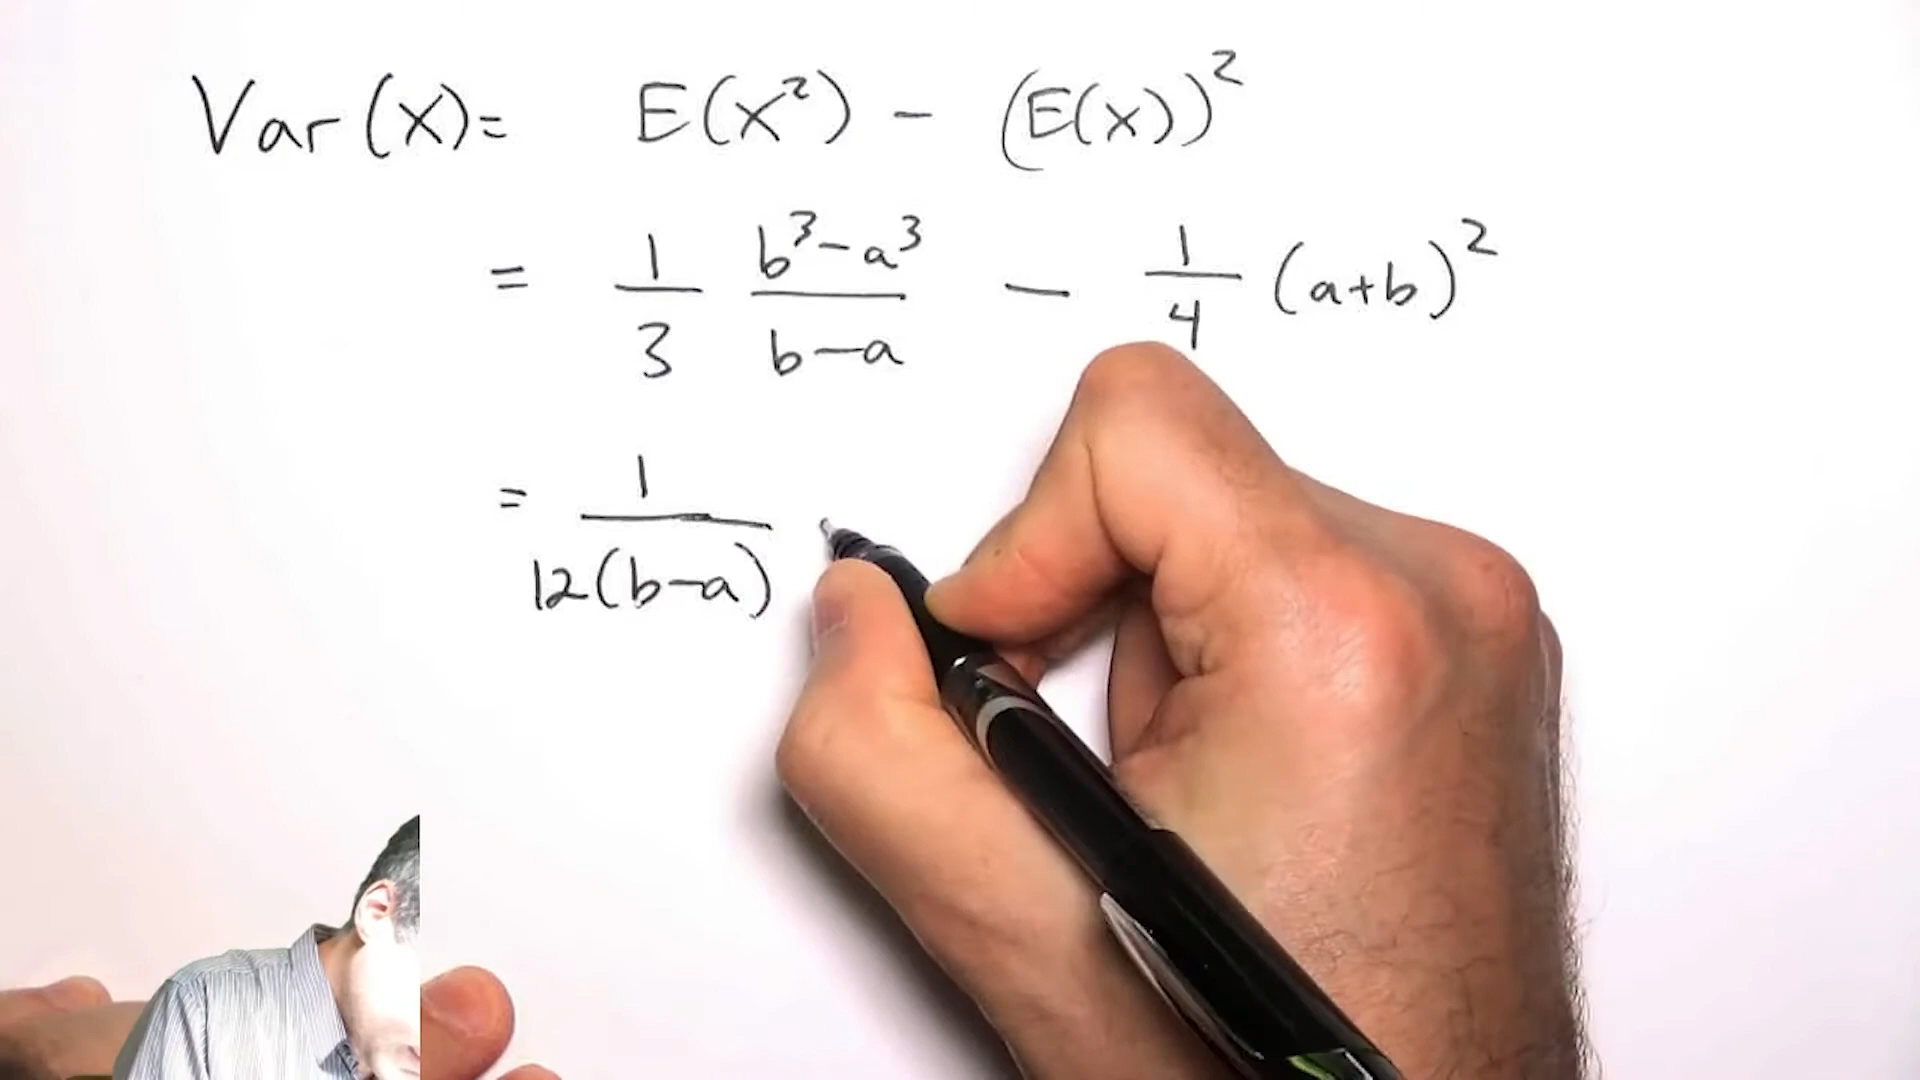 Var(X) = E(X²) − (E(X))²
= 1/3 (b³−a³)/(b−a) − 1/4 (a+b)²
= 1/(12(b−a))